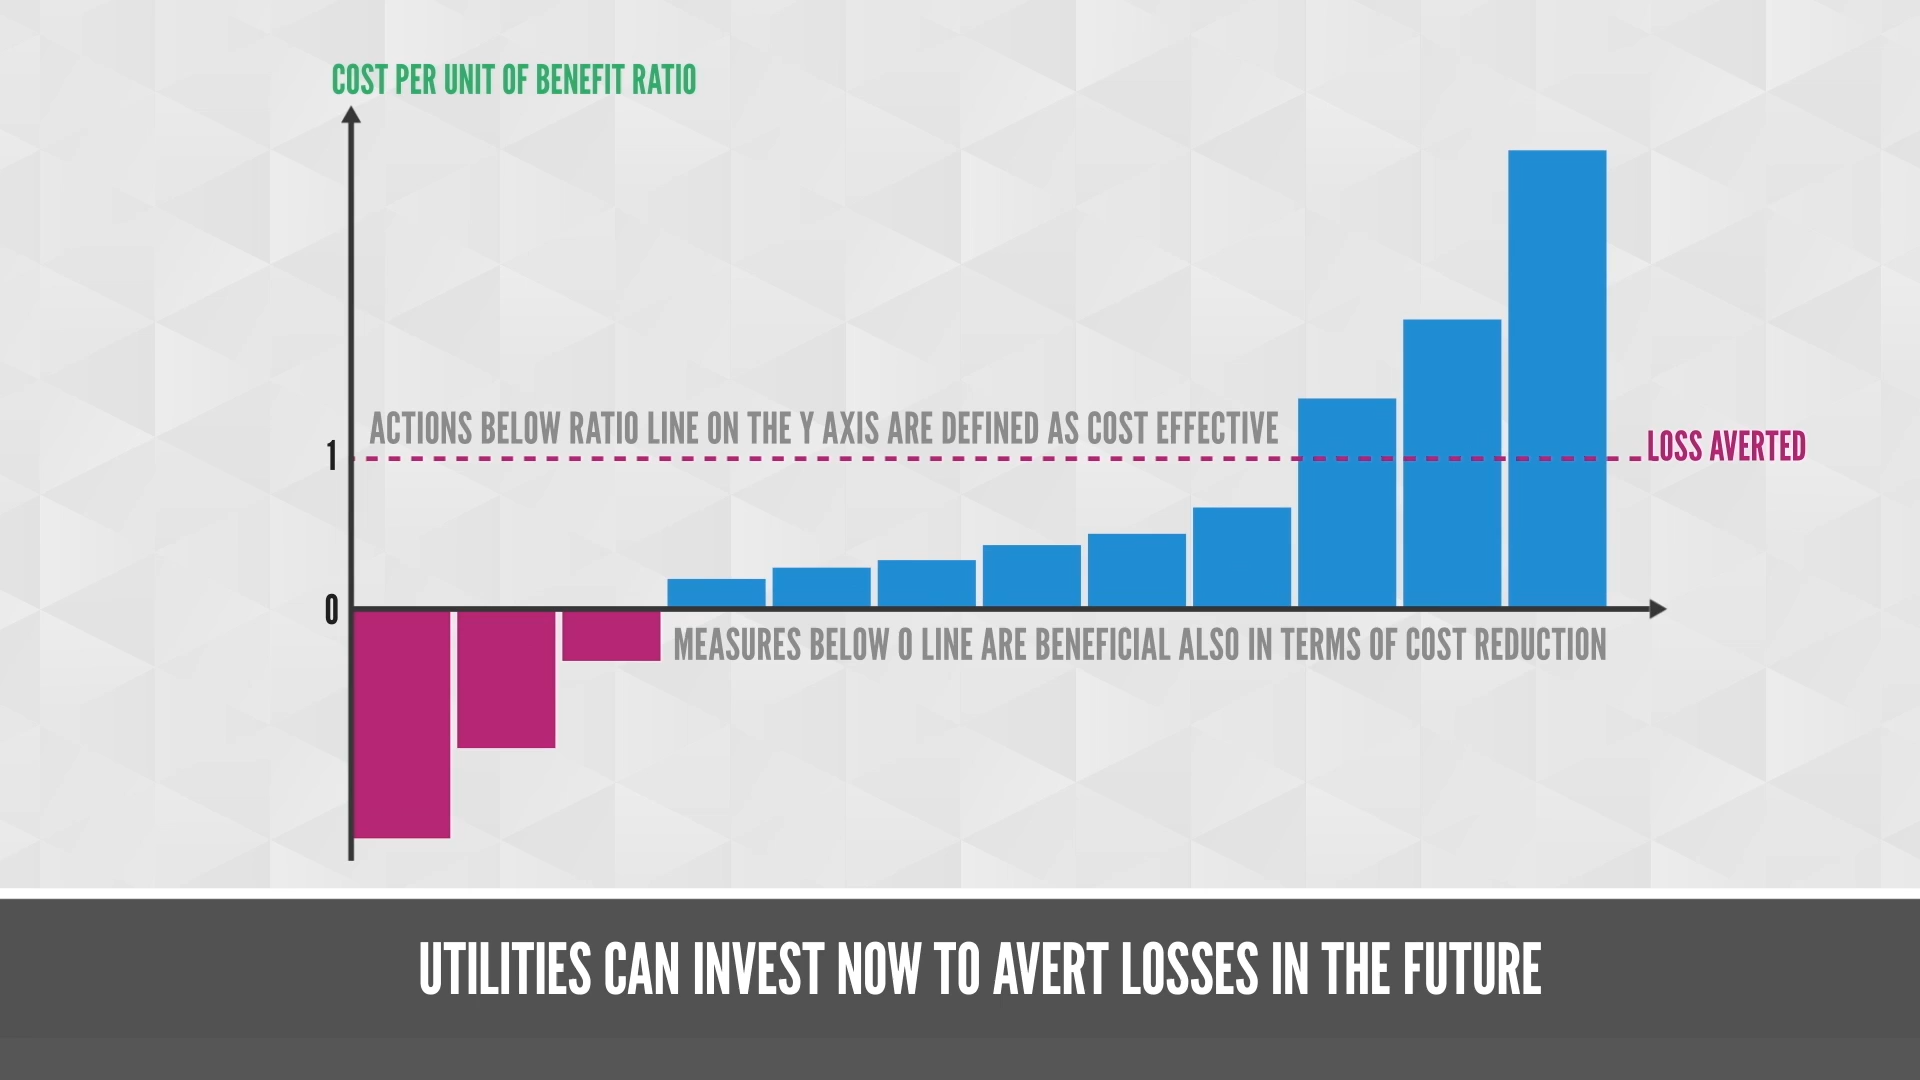 COST PER UNIT OF BENEFIT RATIO
ACTIONS BELOW RATIO LINE ON THE Y AXIS ARE DEFINED AS COST EFFECTIVE
1
LOSS AVERTED
0
MEASURES BELOW 0 LINE ARE BENEFICIAL ALSO IN TERMS OF COST REDUCTION
UTILITIES CAN INVEST NOW TO AVERT LOSSES IN THE FUTURE